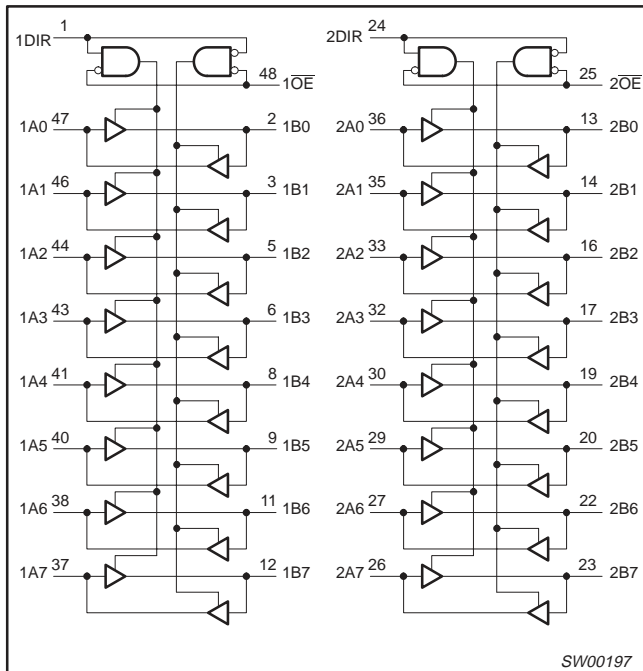 1DIR 1 2DIR 24
48 1OE 25 2OE
1A0 47 2 1B0 2A0 36 13 2B0
1A1 46 3 1B1 2A1 35 14 2B1
1A2 44 5 1B2 2A2 33 16 2B2
1A3 43 6 1B3 2A3 32 17 2B3
1A4 41 8 1B4 2A4 30 19 2B4
1A5 40 9 1B5 2A5 29 20 2B5
1A6 38 11 1B6 2A6 27 22 2B6
1A7 37 12 1B7 2A7 26 23 2B7
SW00197